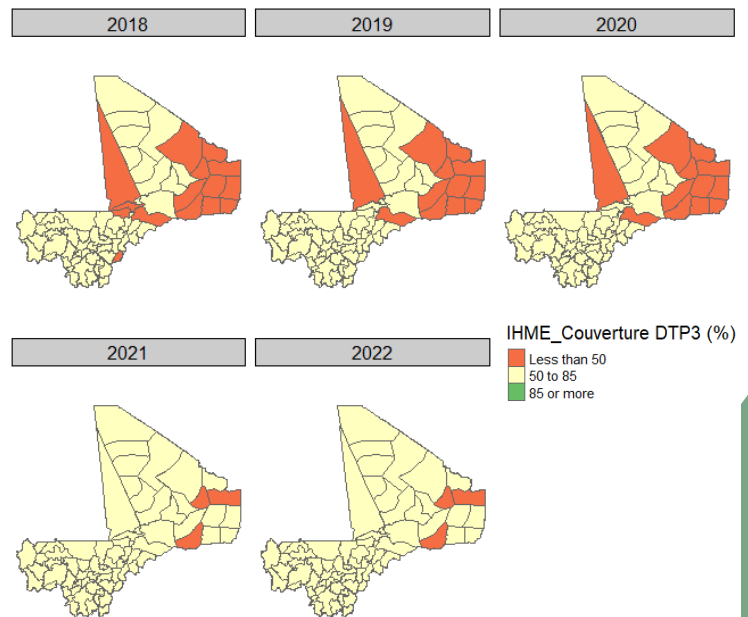 2018
2019
2020
2021
2022
IHME_Couverture DTP3 (%)
Less than 50
50 to 85
85 or more